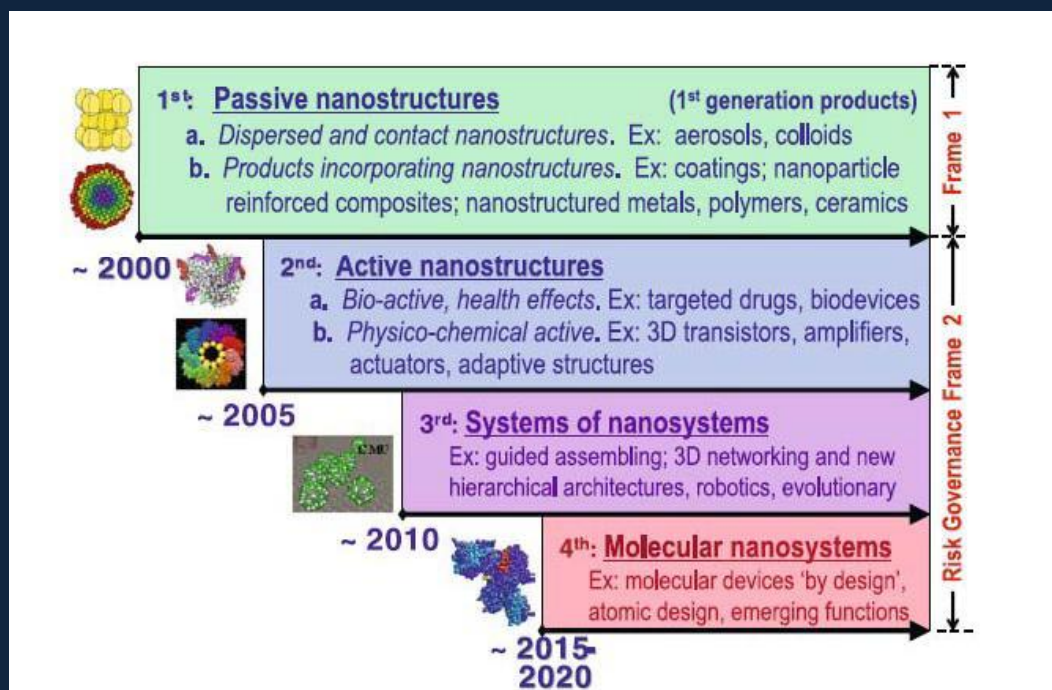 1st: Passive nanostructures (1st generation products)
a. Dispersed and contact nanostructures. Ex: aerosols, colloids
b. Products incorporating nanostructures. Ex: coatings; nanoparticle
reinforced composites; nanostructured metals, polymers, ceramics
~ 2000
2nd: Active nanostructures
a. Bio-active, health effects. Ex: targeted drugs, biodevices
b. Physico-chemical active. Ex: 3D transistors, amplifiers,
actuators, adaptive structures
~ 2005
CMU
3rd: Systems of nanosystems
Ex: guided assembling; 3D networking and new
hierarchical architectures, robotics, evolutionary
~ 2010
4th: Molecular nanosystems
Ex: molecular devices ‘by design’,
atomic design, emerging functions
~ 2015-
2020
Frame 1
Risk Governance Frame 2